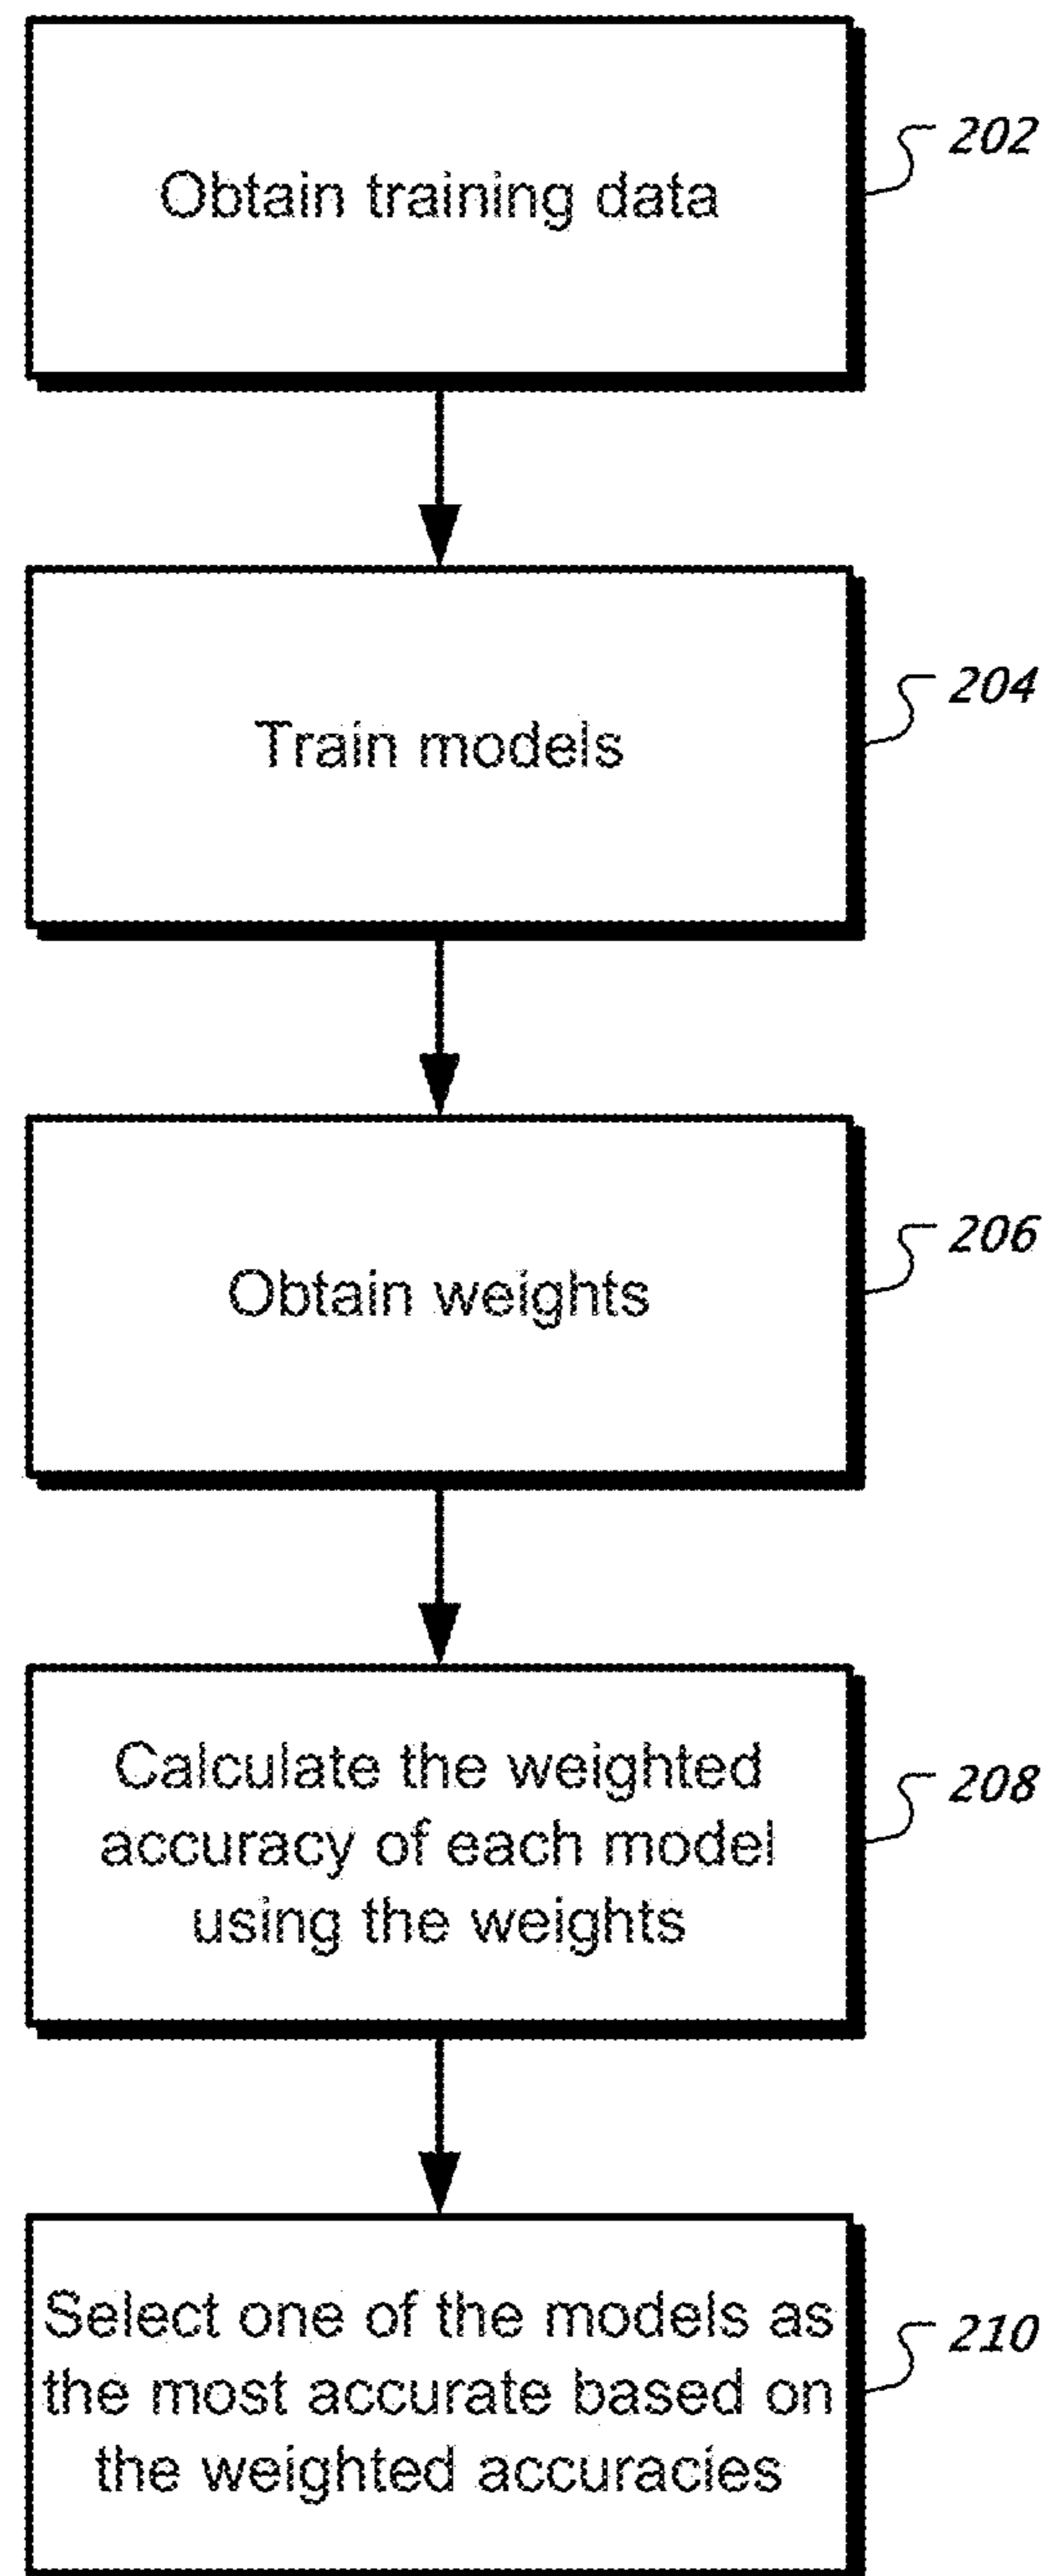 Obtain training data
202
Train models
204
Obtain weights
206
Calculate the weighted
accuracy of each model
using the weights
208
Select one of the models as
the most accurate based on
the weighted accuracies
210